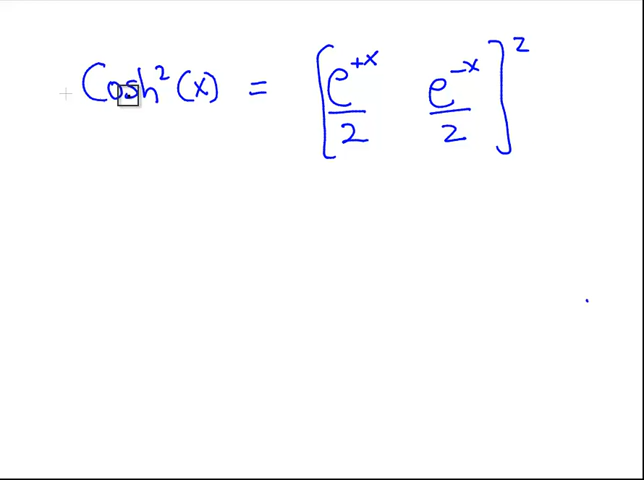 Cosh²(x) = [e^{+x}/2   e^{-x}/2]²